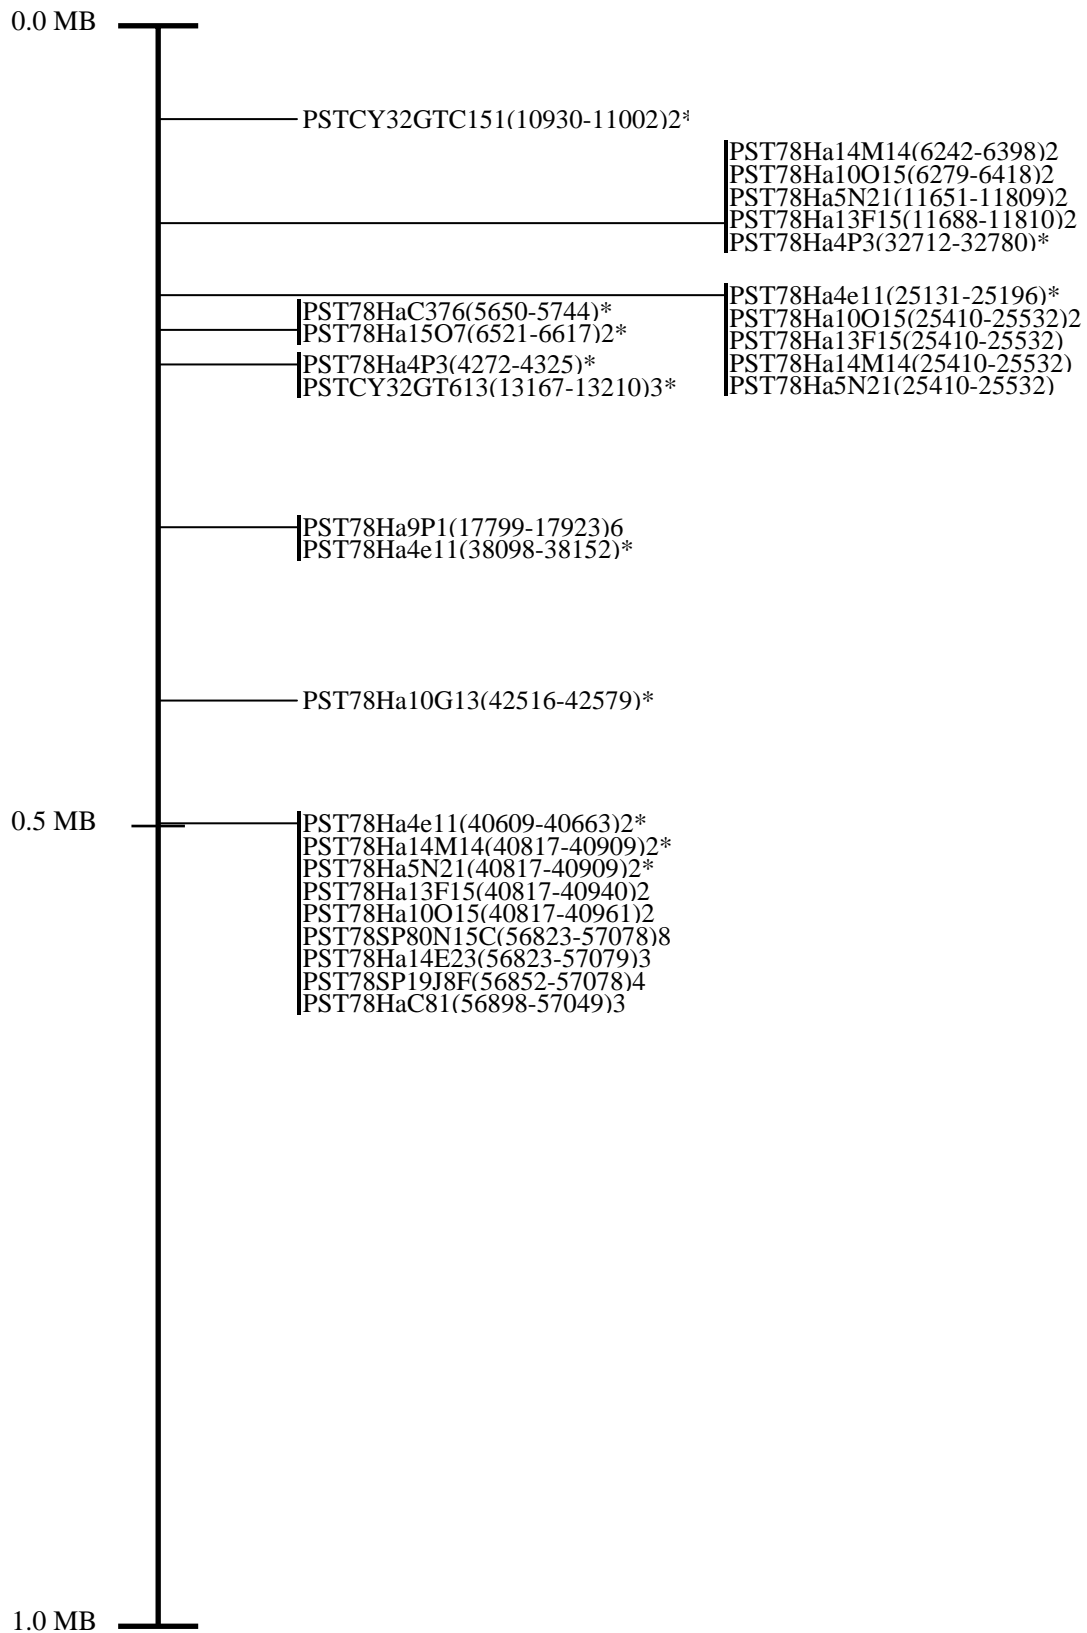 0.0 MB
PSTCY32GTC151(10930-11002)2*
PST78Ha14M14(6242-6398)2
PST78Ha10O15(6279-6418)2
PST78Ha5N21(11651-11809)2
PST78Ha13F15(11688-11810)2
PST78Ha4P3(32712-32780)*
PST78Ha4e11(25131-25196)*
PST78Ha10O15(25410-25532)2
PST78Ha13F15(25410-25532)
PST78Ha14M14(25410-25532)
PST78Ha5N21(25410-25532)
PST78HaC376(5650-5744)*
PST78Ha15O7(6521-6617)2*
PST78Ha4P3(4272-4325)*
PSTCY32GT613(13167-13210)3*
PST78Ha9P1(17799-17923)6
PST78Ha4e11(38098-38152)*
PST78Ha10G13(42516-42579)*
0.5 MB
PST78Ha4e11(40609-40663)2*
PST78Ha14M14(40817-40909)2*
PST78Ha5N21(40817-40909)2*
PST78Ha13F15(40817-40940)2
PST78Ha10O15(40817-40961)2
PST78SP80N15C(56823-57078)8
PST78Ha14E23(56823-57079)3
PST78SP19J8F(56852-57078)4
PST78HaC81(56898-57049)3
1.0 MB